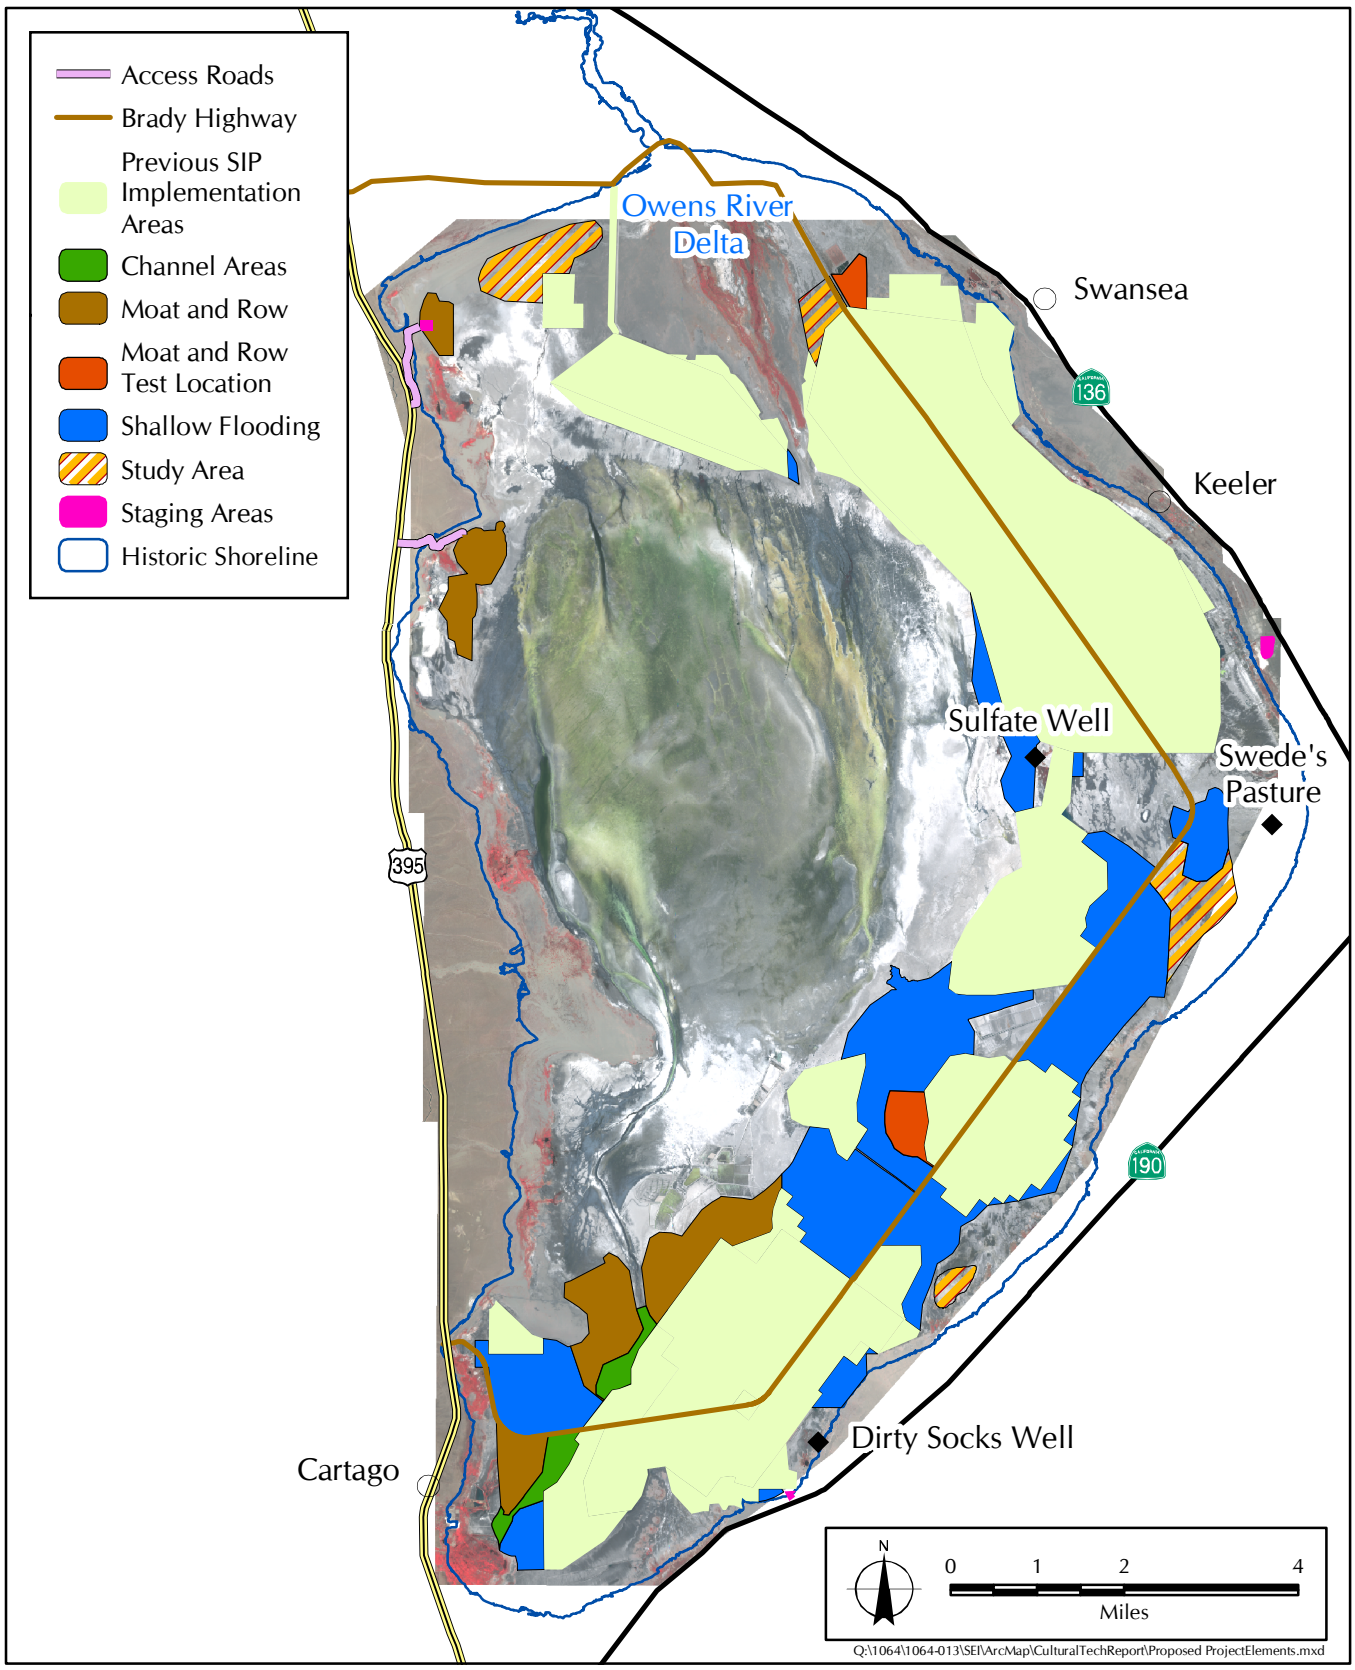 Access Roads
Brady Highway
Previous SIP
Implementation
Areas
Channel Areas
Moat and Row
Moat and Row
Test Location
Shallow Flooding
Study Area
Staging Areas
Historic Shoreline
Owens River
Delta
Swansea
CALIFORNIA
136
Keeler
Sulfate Well
Swede's
Pasture
395
CALIFORNIA
190
Dirty Socks Well
Cartago
N
0 1 2 4
Miles
Q:\1064\1064-013\SEI\ArcMap\CulturalTechReport\Proposed ProjectElements.mxd